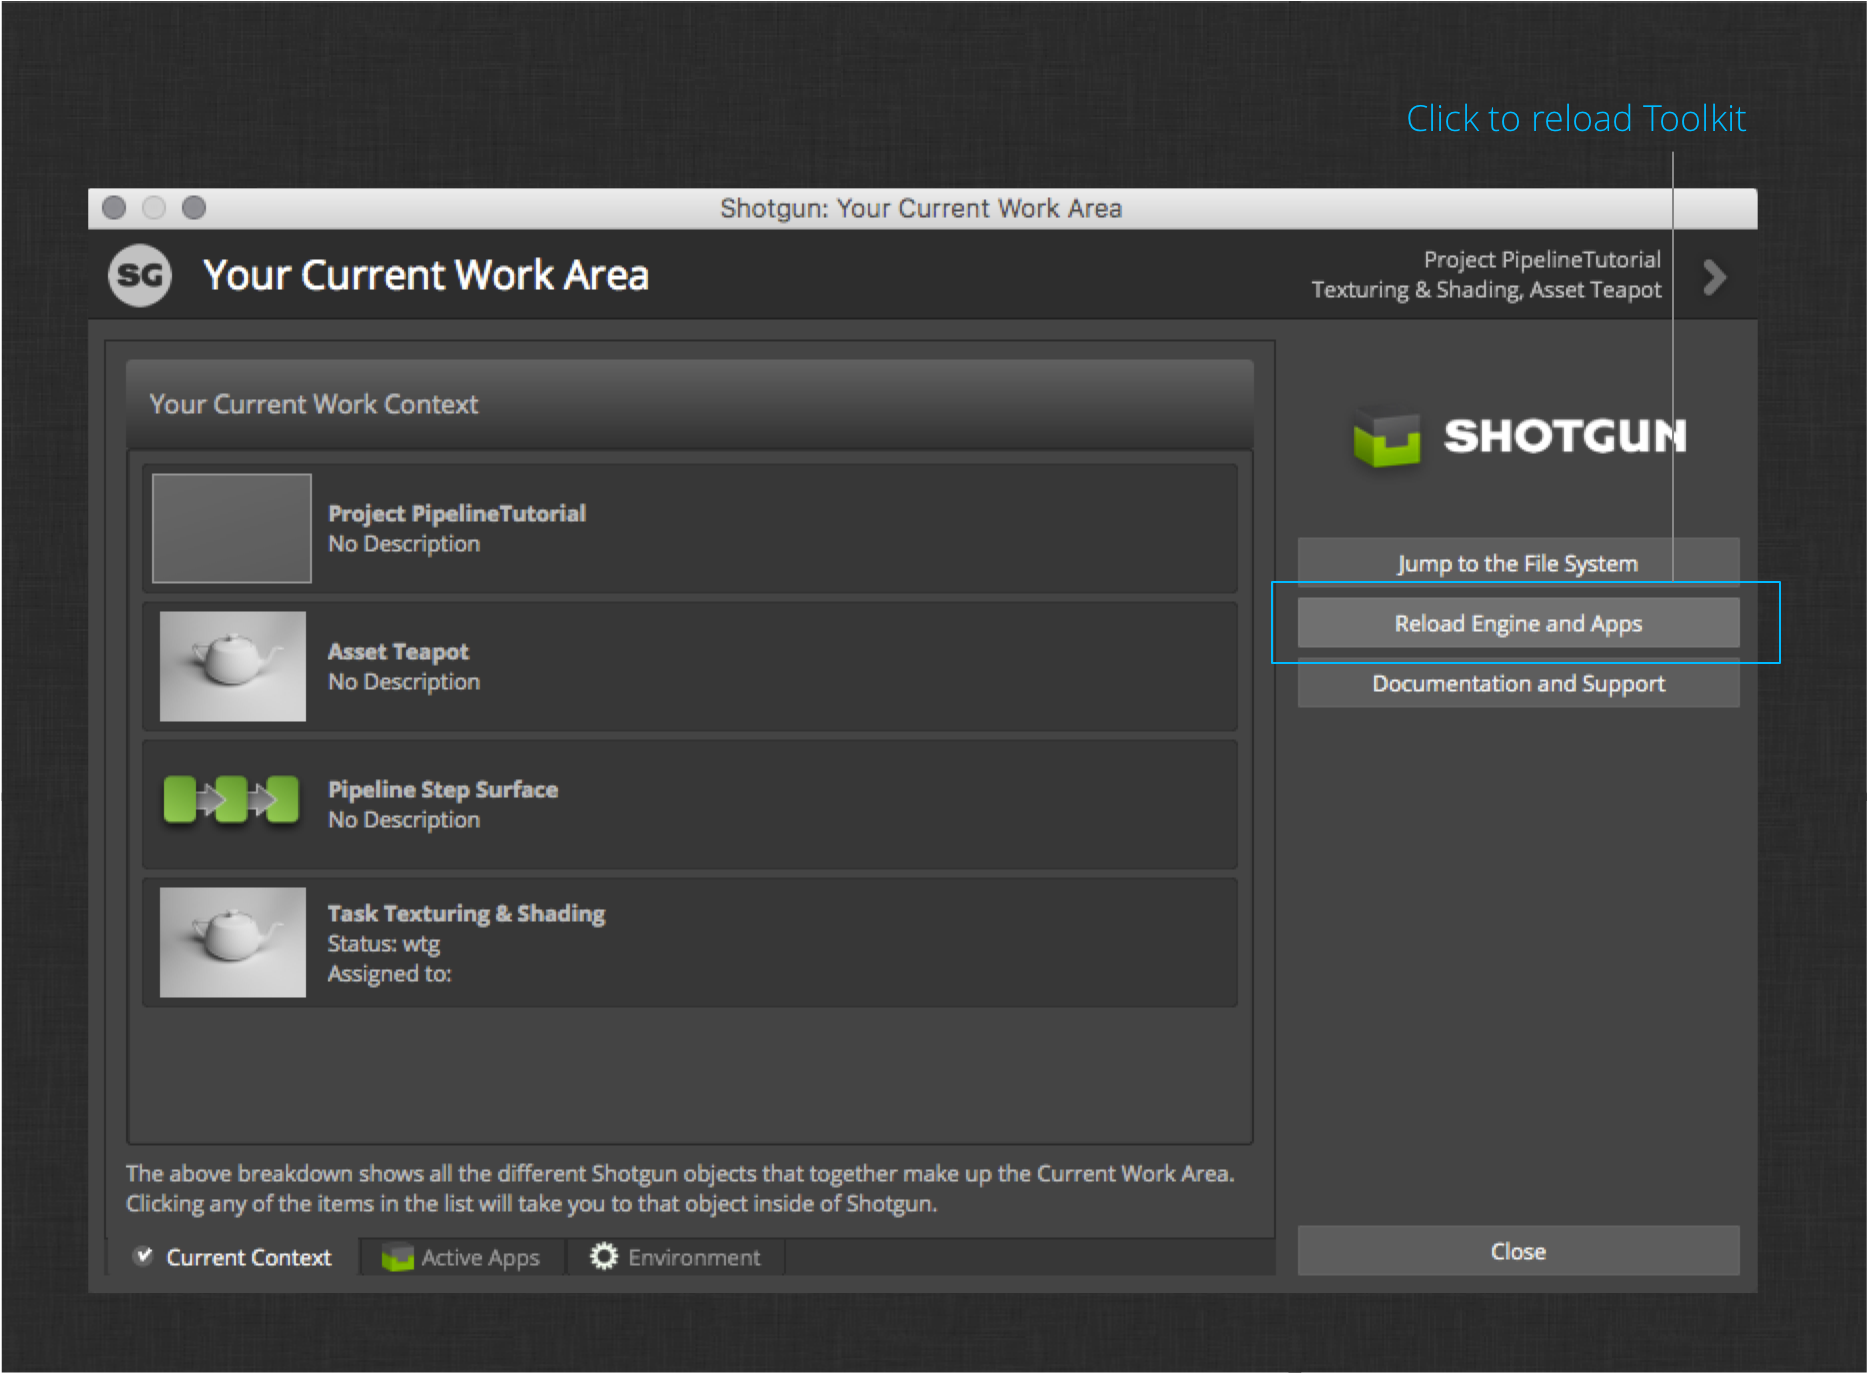 Click to reload Toolkit
Shotgun: Your Current Work Area
SG
Your Current Work Area
Project PipelineTutorial
Texturing & Shading, Asset Teapot
Your Current Work Context
Project PipelineTutorial
No Description
Asset Teapot
No Description
Pipeline Step Surface
No Description
Task Texturing & Shading
Status: wtg
Assigned to:
The above breakdown shows all the different Shotgun objects that together make up the Current Work Area.
Clicking any of the items in the list will take you to that object inside of Shotgun.
Current Context
Active Apps
Environment
SHOTGUN
Jump to the File System
Reload Engine and Apps
Documentation and Support
Close